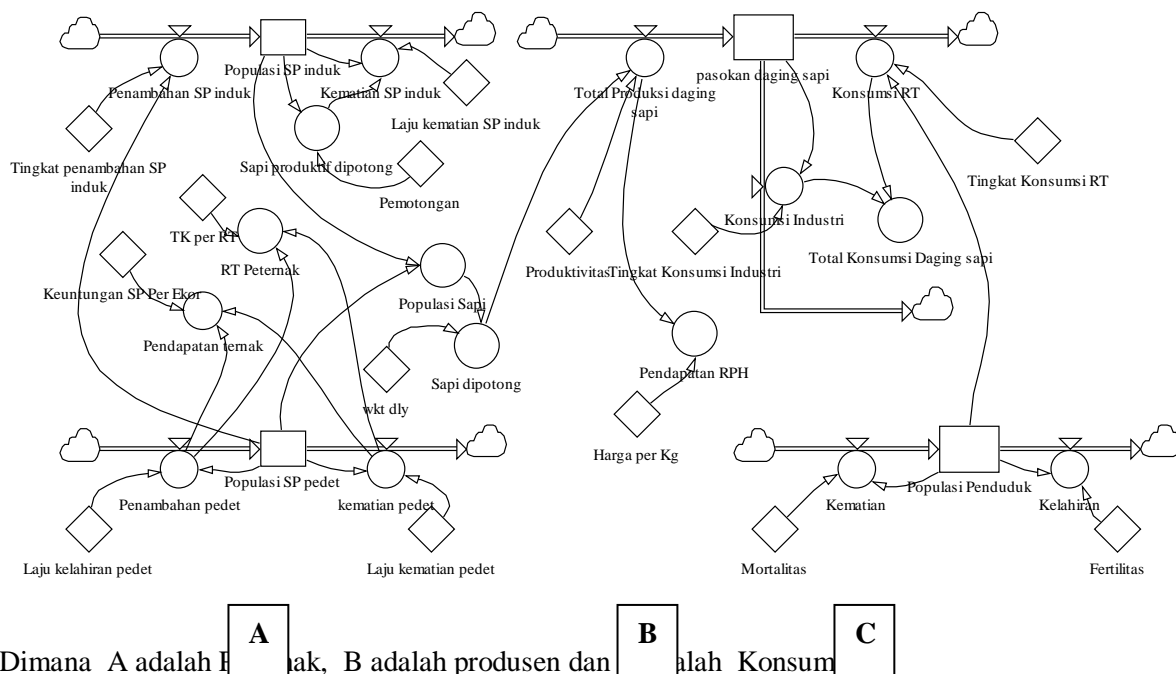 Populasi SP induk
Penambahan SP induk
Kematian SP induk
Laju kematian SP induk
Tingkat penambahan SP
induk
Sapi produktif dipotong
Pemotongan
TK per RT
RT Peternak
Keuntungan SP Per Ekor
Pendapatan ternak
Populasi Sapi
Sapi dipotong
wkt dly
Populasi SP pedet
Penambahan pedet
kematian pedet
Laju kelahiran pedet
Laju kematian pedet
pasokan daging sapi
Total Produksi daging
sapi
Konsumsi RT
Tingkat Konsumsi RT
Konsumsi Industri
Produktivitas
Tingkat Konsumsi Industri
Total Konsumsi Daging sapi
Pendapatan RPH
Harga per Kg
Populasi Penduduk
Kematian
Kelahiran
Mortalitas
Fertilitas
A
B
C
Dimana A adalah nak, B adalah produsen dan alah Konsum